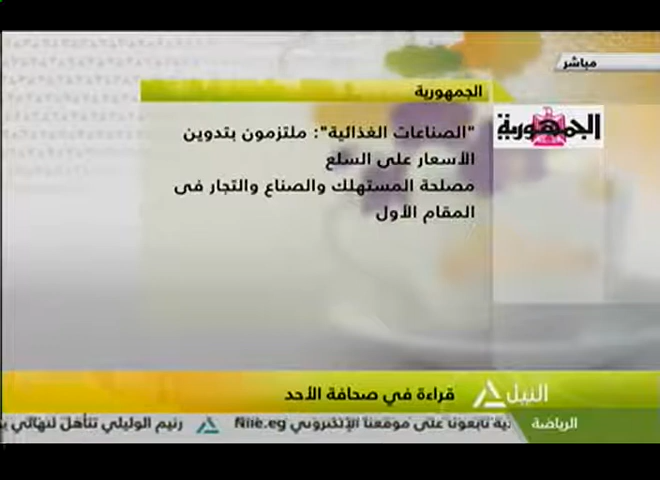 مباشر
الجمهورية
الجمهورية
"الصناعات الغذائية": ملتزمون بتدوين
الأسعار على السلع
مصلحة المستهلك والصناع والتجار فى
المقام الأول
النيل
قراءة في صحافة الأحد
الرياضة
تابعونا على موقعنا الإلكتروني Nile.eg
رنيم الوليلي تتأهل لنهائي